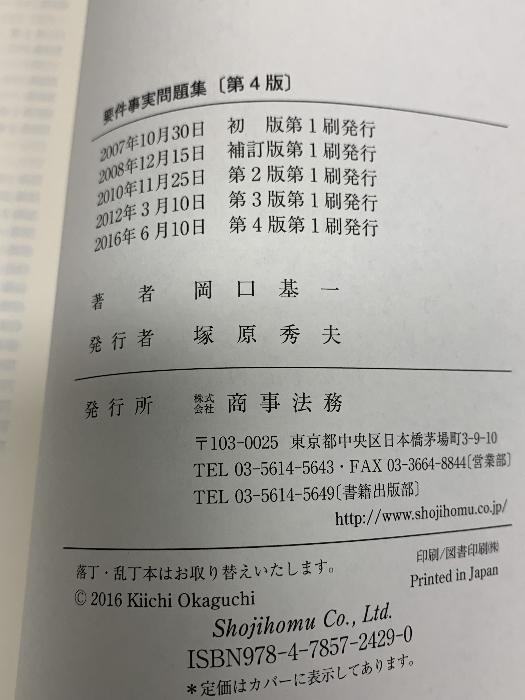 要件事実問題集〔第4版〕
2007年10月30日 初 版第1刷発行
2008年12月15日 補訂版第1刷発行
2010年11月25日 第2版第1刷発行
2012年3月10日 第3版第1刷発行
2016年6月10日 第4版第1刷発行
著者 岡口基一
発行者 塚原秀夫
発行所 株式会社 商事法務
〒103-0025 東京都中央区日本橋茅場町3-9-10
TEL 03-5614-5643・FAX 03-3664-8844〔営業部〕
TEL 03-5614-5649〔書籍出版部〕
http://www.shojihomu.co.jp/
落丁・乱丁本はお取り替えいたします。
印刷/図書印刷㈱
© 2016 Kiichi Okaguchi
Printed in Japan
Shojihomu Co., Ltd.
ISBN978-4-7857-2429-0
*定価はカバーに表示してあります。